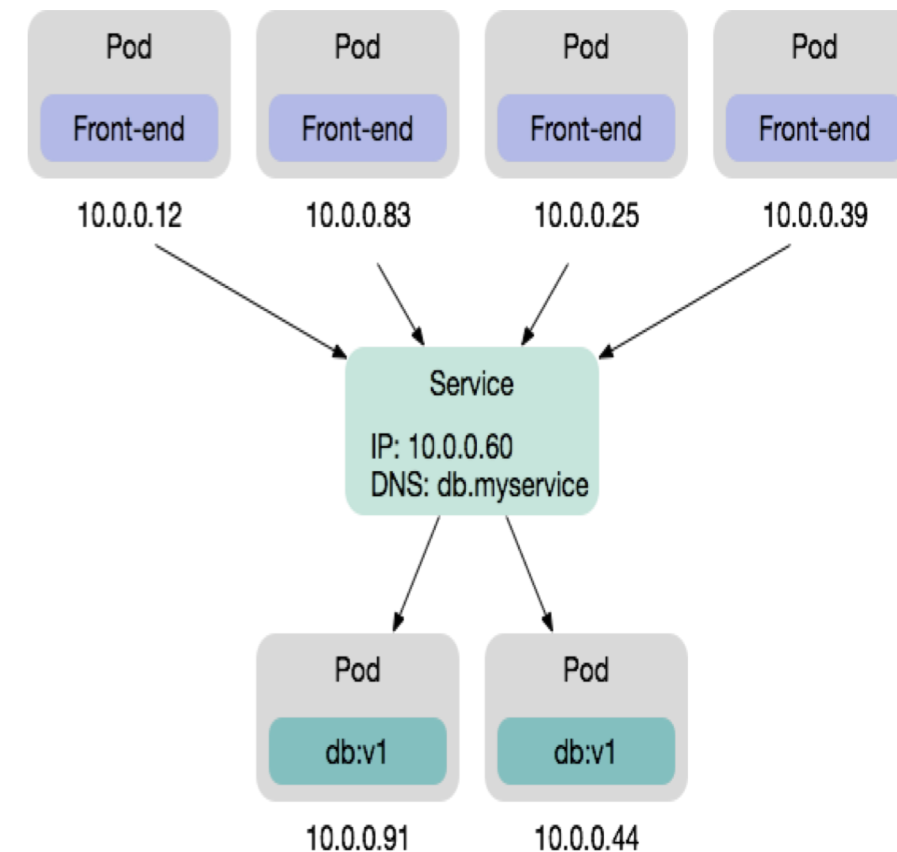 Pod
Pod
Pod
Pod
Front-end
Front-end
Front-end
Front-end
10.0.0.12
10.0.0.83
10.0.0.25
10.0.0.39
Service
IP: 10.0.0.60
DNS: db.myservice
Pod
Pod
db:v1
db:v1
10.0.0.91
10.0.0.44